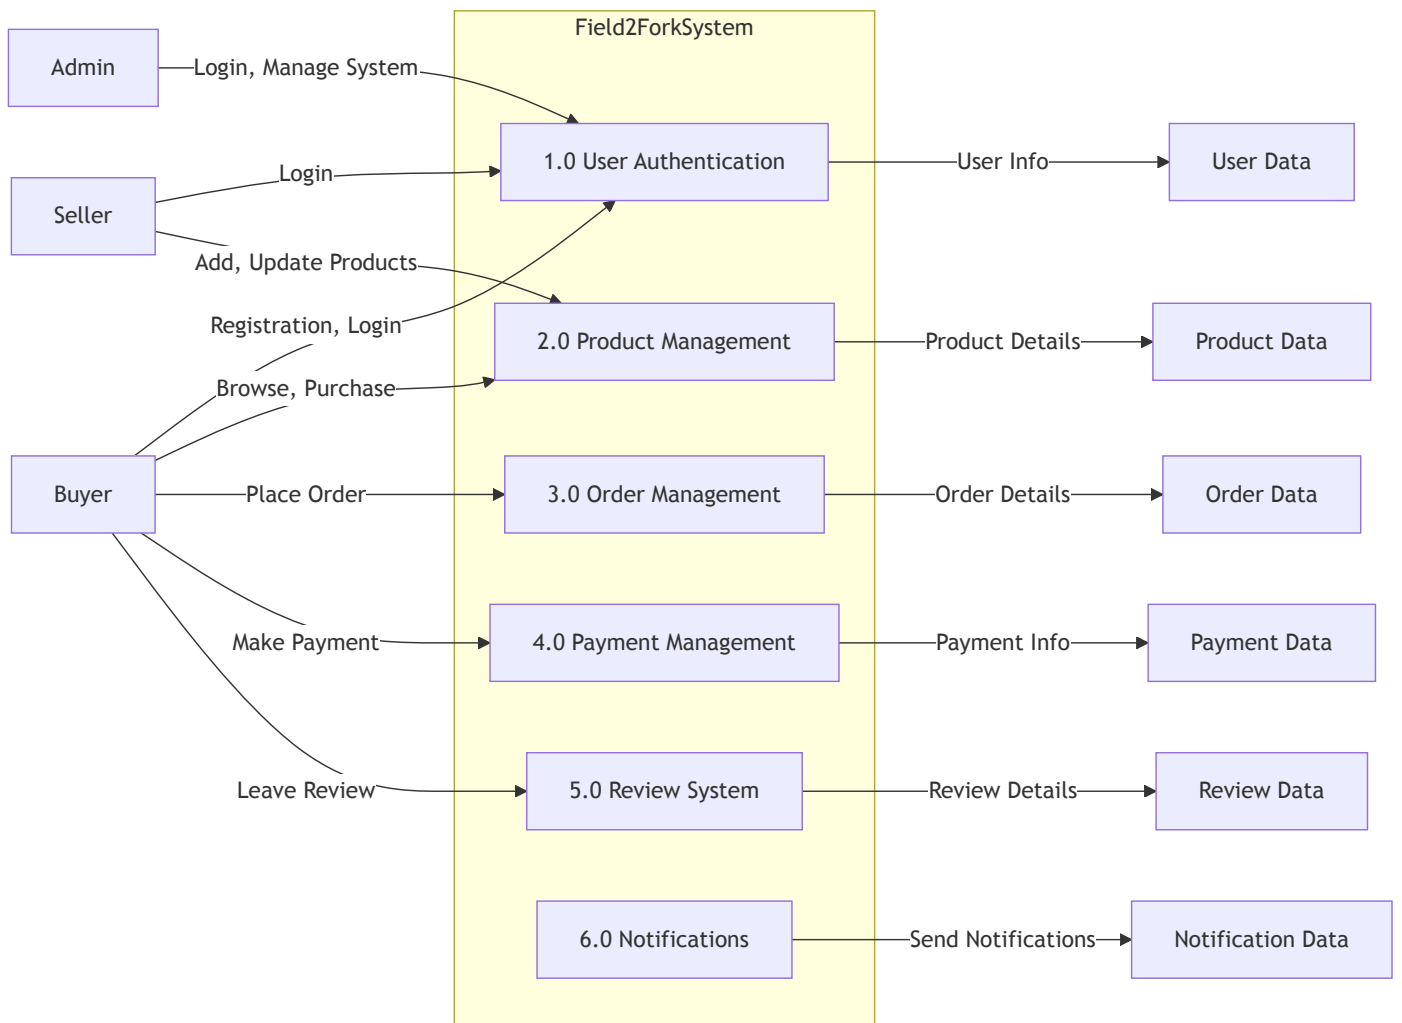 Field2ForkSystem
Admin
Login, Manage System
1.0 User Authentication
User Info
User Data
Seller
Login
Add, Update Products
Registration, Login
2.0 Product Management
Product Details
Product Data
Browse, Purchase
Buyer
Place Order
3.0 Order Management
Order Details
Order Data
Make Payment
4.0 Payment Management
Payment Info
Payment Data
Leave Review
5.0 Review System
Review Details
Review Data
6.0 Notifications
Send Notifications
Notification Data